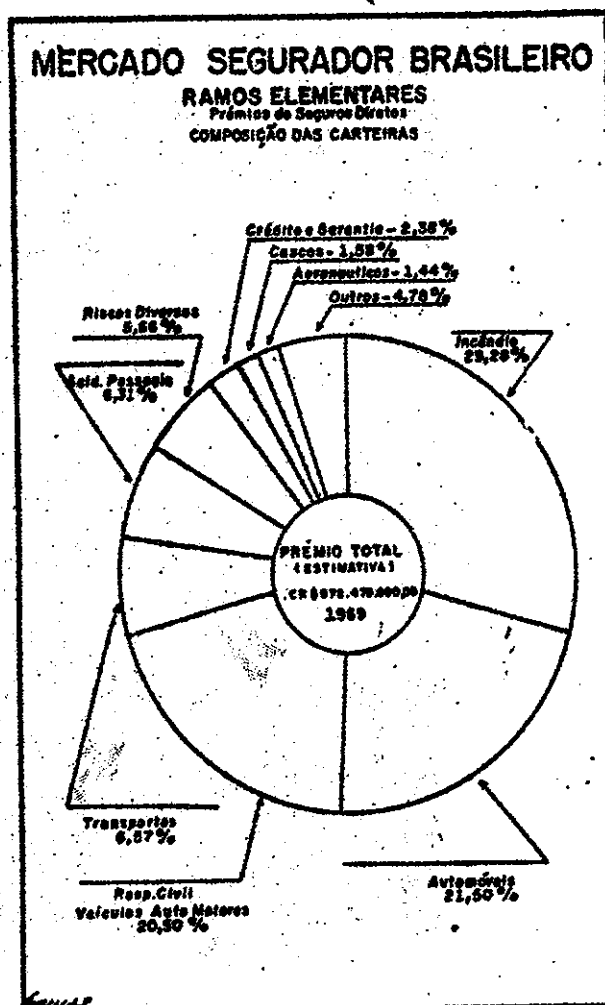 MERCADO SEGURADOR BRASILEIRO
RAMOS ELEMENTARES
Prêmios de Seguros Diretos
COMPOSIÇÃO DAS CARTEIRAS
Crédito e Garantia - 2,38%
Cascos - 1,58%
Aeronauticos - 1,44%
Outros - 4,78%
Riscos Diversos
5,66%
Incêndio
29,28%
Acid. Pessoais
6,31%
PRÊMIO TOTAL
(ESTIMATIVA)
CR$
1969
Transportes
6,57%
Resp. Civil
Veículos Auto Motores
20,50%
Automóveis
21,50%